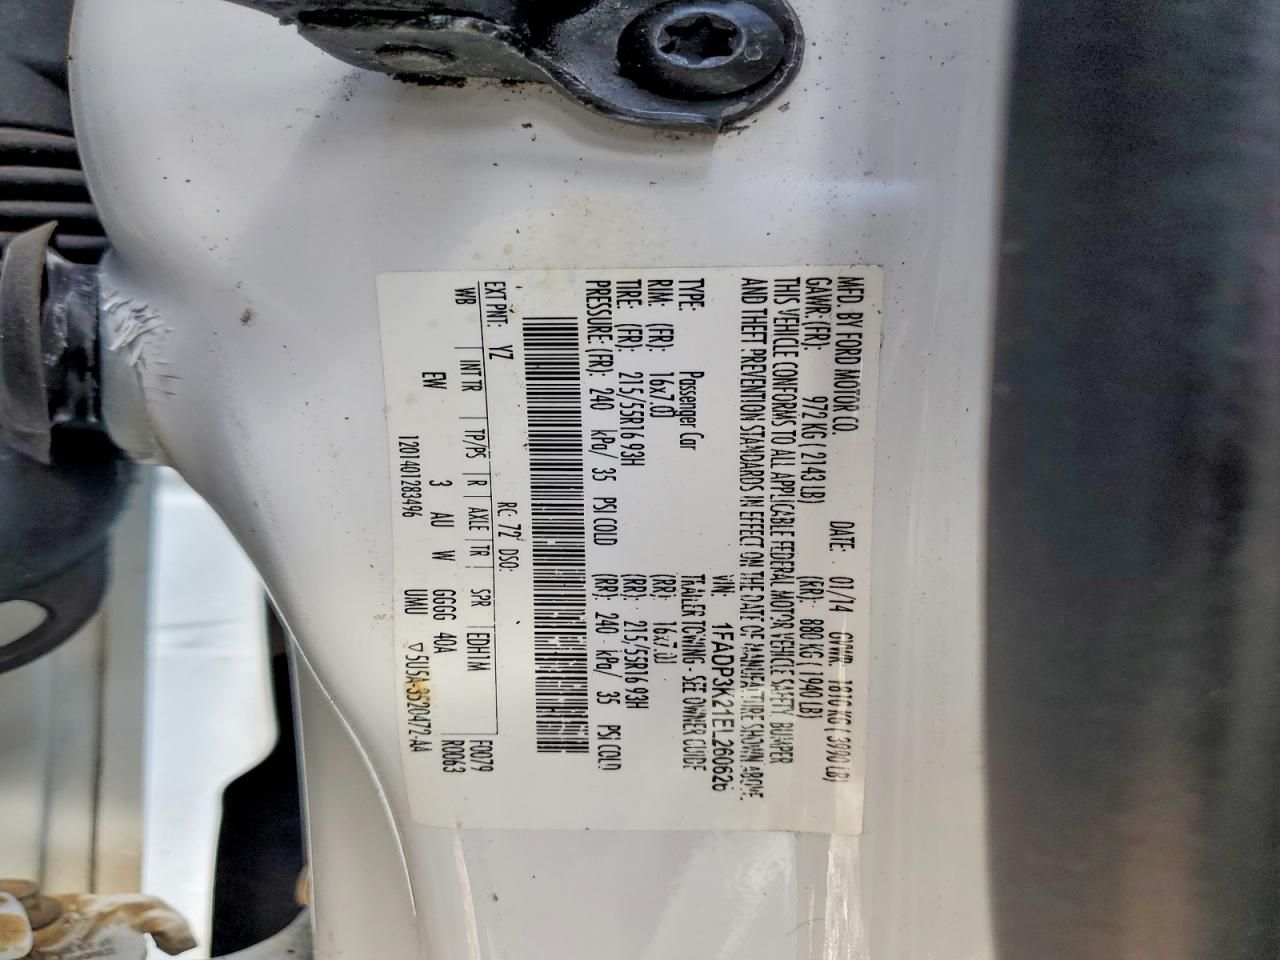 MFD. BY FORD MOTOR CO.
DATE: 01/14 GVWR: 1810 KG ( 3990 LB)
GAWR: (FR): 972 KG ( 2143 LB) (RR): 880 KG ( 1940 LB)
THIS VEHICLE CONFORMS TO ALL APPLICABLE FEDERAL MOTOR VEHICLE SAFETY BUMPER
AND THEFT PREVENTION STANDARDS IN EFFECT ON THE DATE OF MANUFACTURE SHOWN ABOVE.
VIN: 1FADP3K21EL260626
TYPE: Passenger Car TRAILER TOWING - SEE OWNER GUIDE
RIM: (FR): 16x7.0J (RR): 16x7.0J
TIRE: (FR): 215/55R16 93H (RR): 215/55R16 93H
PRESSURE: (FR): 240 kPa/ 35 PSI COLD (RR): 240 kPa/ 35 PSI COLD
EXT PNT: YZ RC: 72 DSO: F0079
WB INT TR TP/PS R AXLE TR SPR EDH1M R0063
EW 3 AU W GGGG 40A
1201401283496 UMU ▽ 5U5A-3520472-AA